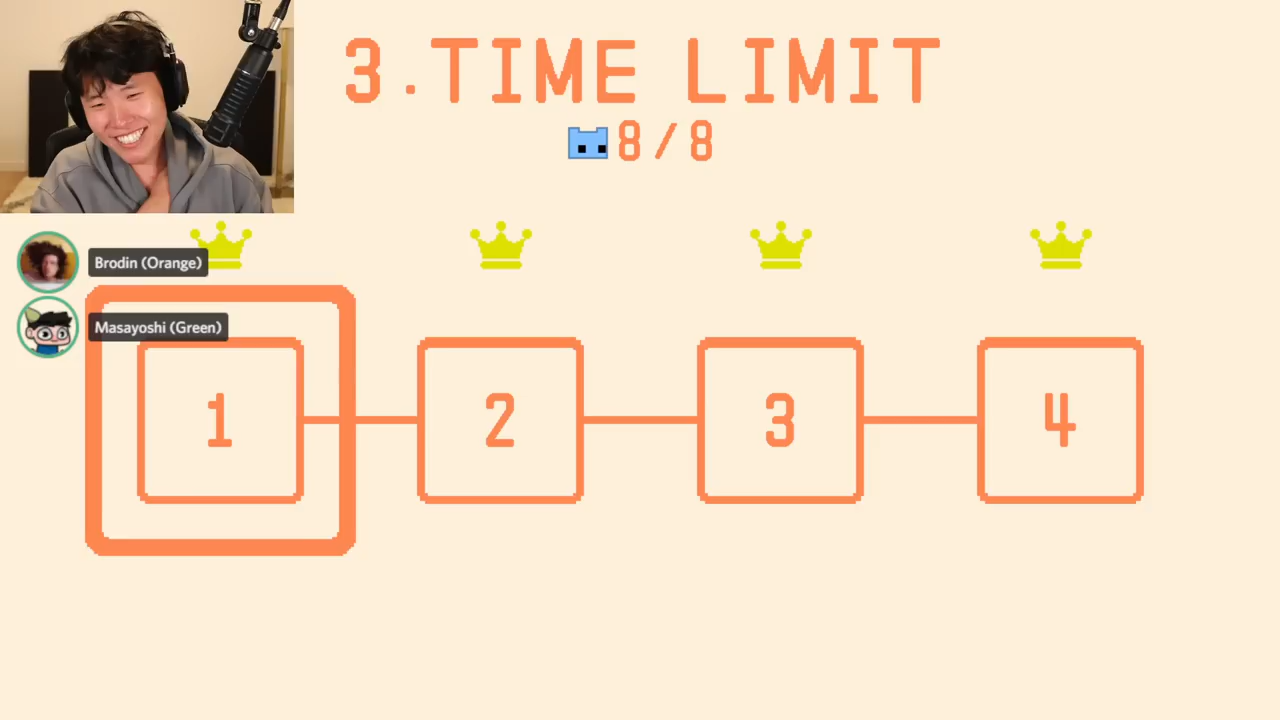 3.TIME LIMIT
8/8
Brodin (Orange)
Masayoshi (Green)
1
2
3
4